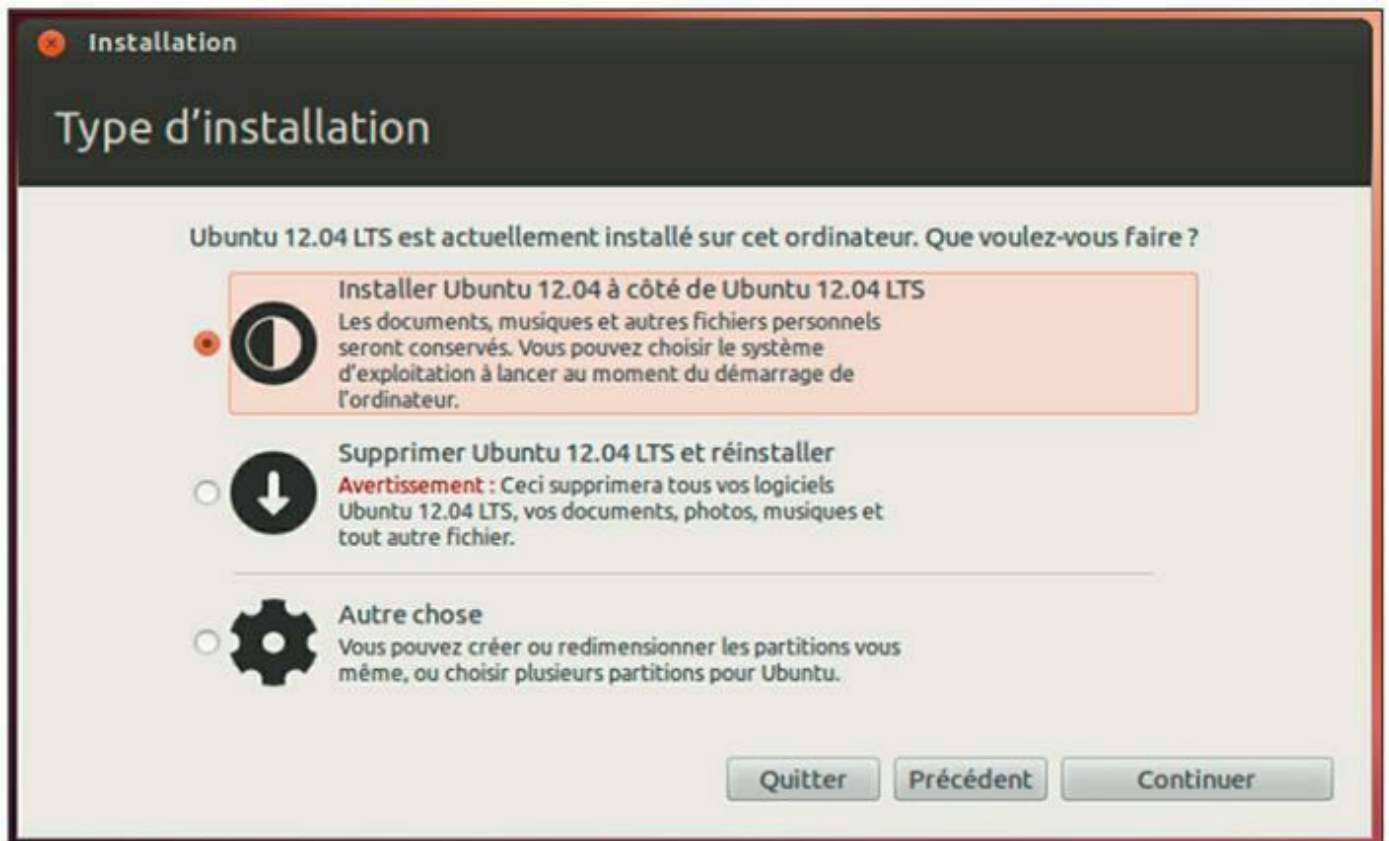 Installation
Type d'installation
Ubuntu 12.04 LTS est actuellement installé sur cet ordinateur. Que voulez-vous faire ?
Installer Ubuntu 12.04 à côté de Ubuntu 12.04 LTS
Les documents, musiques et autres fichiers personnels
seront conservés. Vous pouvez choisir le système
d'exploitation à lancer au moment du démarrage de
l'ordinateur.
Supprimer Ubuntu 12.04 LTS et réinstaller
Avertissement : Ceci supprimera tous vos logiciels
Ubuntu 12.04 LTS, vos documents, photos, musiques et
tout autre fichier.
Autre chose
Vous pouvez créer ou redimensionner les partitions vous
même, ou choisir plusieurs partitions pour Ubuntu.
Quitter Précédent Continuer